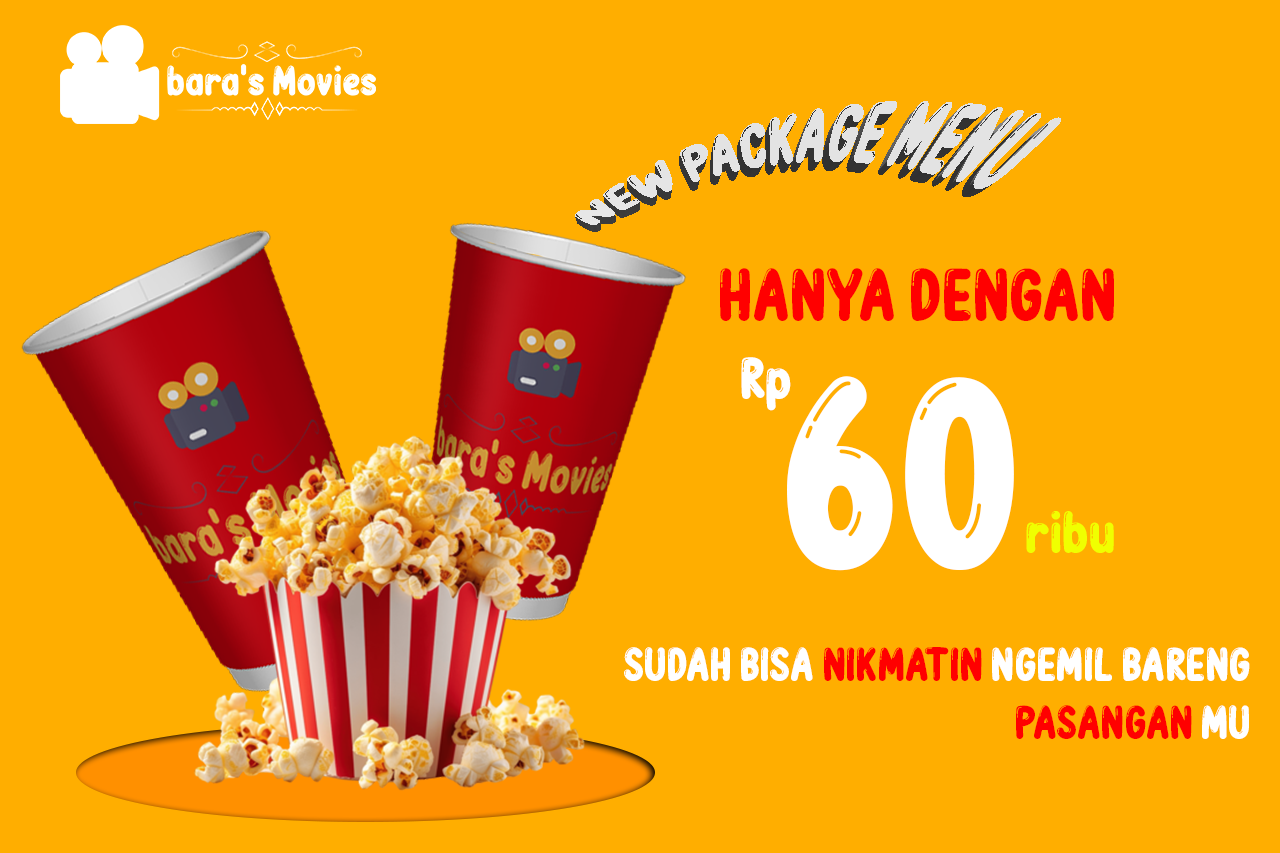 bara's Movies
NEW PACKAGE MENU
HANYA DENGAN
Rp
60
ribu
bara's Movies
bara's
SUDAH BISA NIKMATIN NGEMIL BARENG
PASANGAN MU